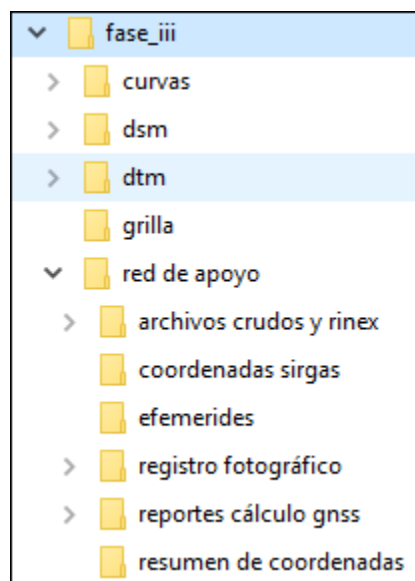 fase_iii
curvas
dsm
dtm
grilla
red de apoyo
archivos crudos y rinex
coordenadas sirgas
efemerides
registro fotográfico
reportes cálculo gnss
resumen de coordenadas